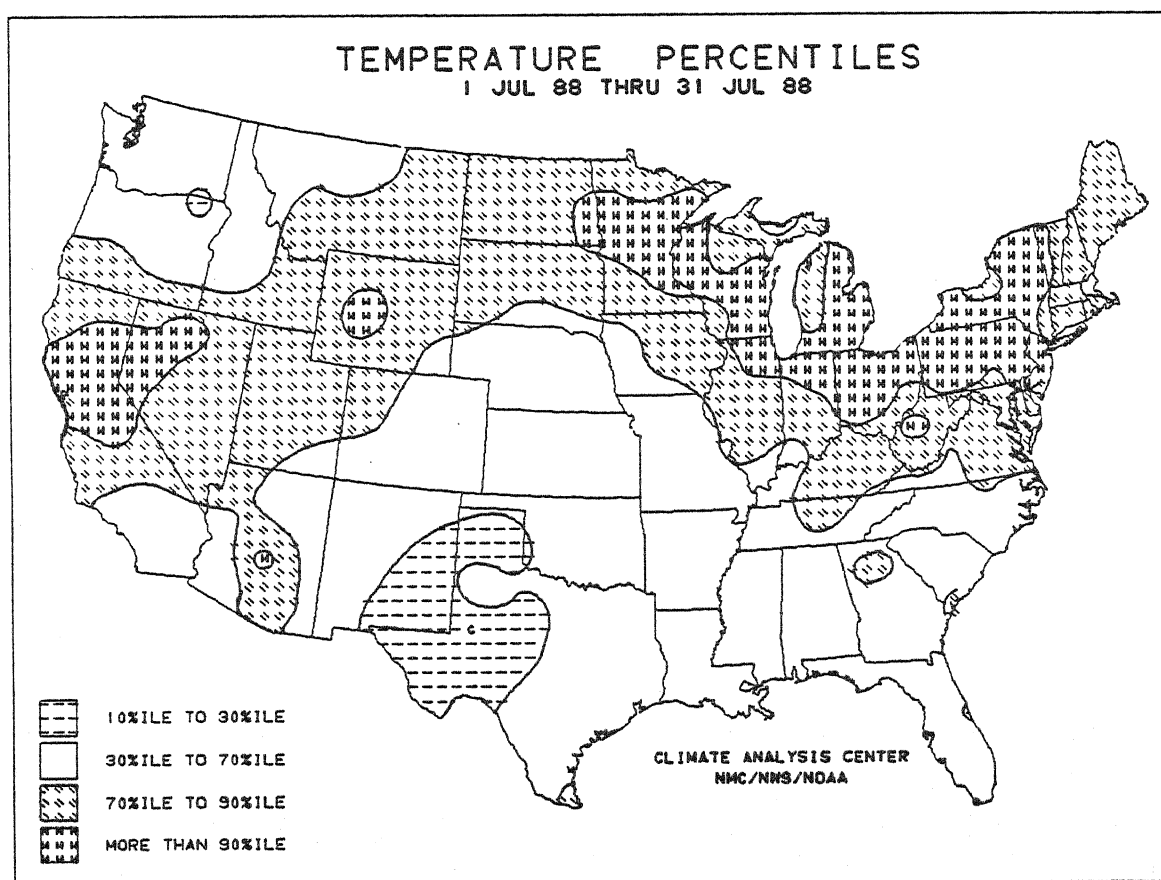 TEMPERATURE PERCENTILES
1 JUL 88 THRU 31 JUL 88
C
CLIMATE ANALYSIS CENTER
NMC/NWS/NOAA
10%ILE TO 30%ILE
30%ILE TO 70%ILE
70%ILE TO 90%ILE
MORE THAN 90%ILE